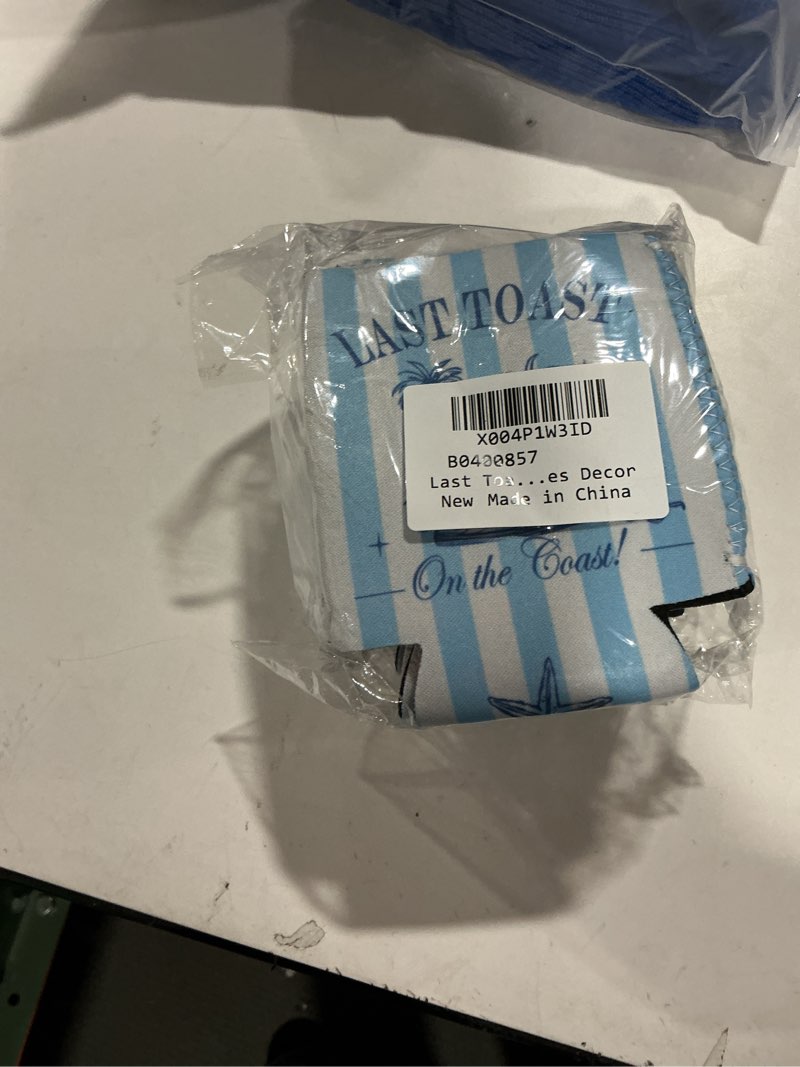 LAST TOAST
X004P1W3ID
B0400857
Last Toa...es Decor
New Made in China
On the Coast!